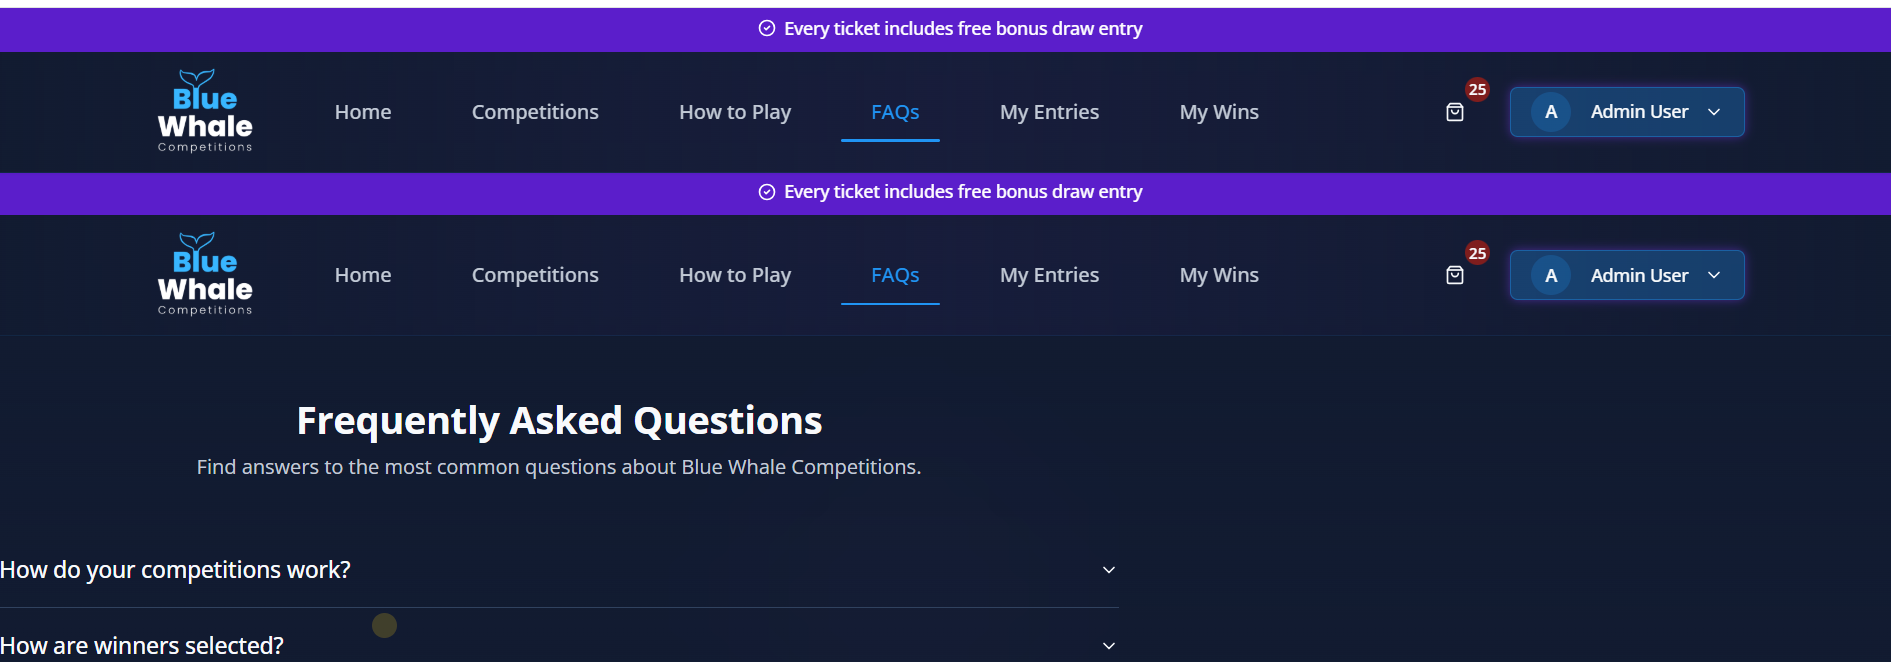 Every ticket includes free bonus draw entry
Blue
Whale
Competitions
Home
Competitions
How to Play
FAQs
My Entries
My Wins
25
A
Admin User
Every ticket includes free bonus draw entry
Blue
Whale
Competitions
Home
Competitions
How to Play
FAQs
My Entries
My Wins
25
A
Admin User
Frequently Asked Questions
Find answers to the most common questions about Blue Whale Competitions.
How do your competitions work?
How are winners selected?